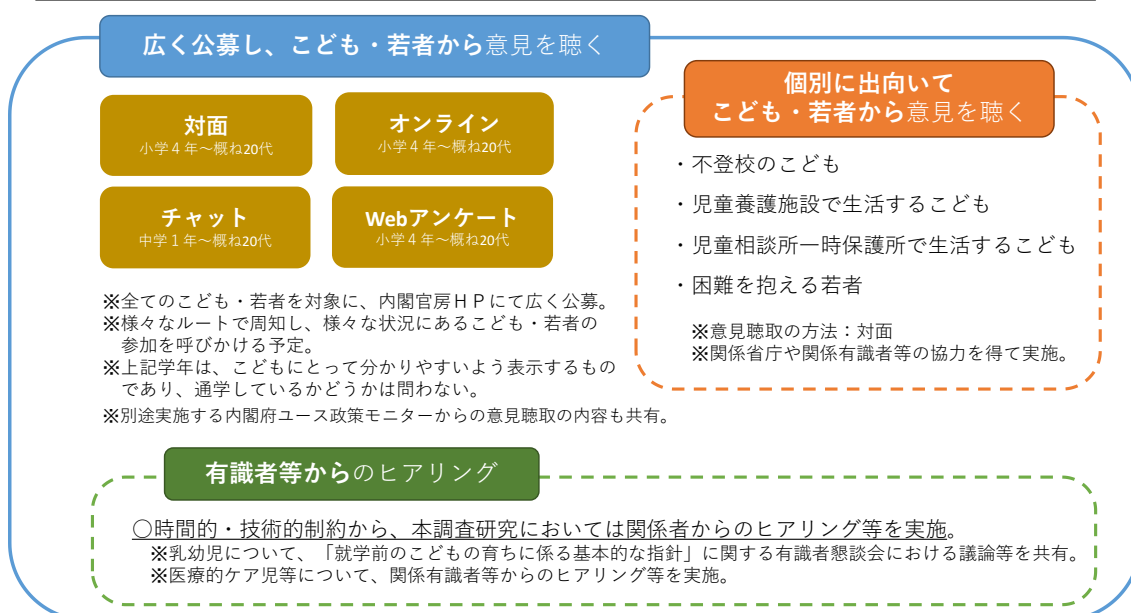 広く公募し、こども・若者から意見を聴く
対面
小学４年～概ね20代
オンライン
小学４年～概ね20代
チャット
中学１年～概ね20代
Webアンケート
小学４年～概ね20代
※全てのこども・若者を対象に、内閣官房ＨＰにて広く公募。
※様々なルートで周知し、様々な状況にあるこども・若者の
参加を呼びかける予定。
※上記学年は、こどもにとって分かりやすいよう表示するもの
であり、通学しているかどうかは問わない。
※別途実施する内閣府ユース政策モニターからの意見聴取の内容も共有。
個別に出向いて
こども・若者から意見を聴く
・不登校のこども
・児童養護施設で生活するこども
・児童相談所一時保護所で生活するこども
・困難を抱える若者
※意見聴取の方法：対面
※関係省庁や関係有識者等の協力を得て実施。
有識者等からのヒアリング
○時間的・技術的制約から、本調査研究においては関係者からのヒアリング等を実施。
※乳幼児について、「就学前のこどもの育ちに係る基本的な指針」に関する有識者懇談会における議論等を共有。
※医療的ケア児等について、関係有識者等からのヒアリング等を実施。